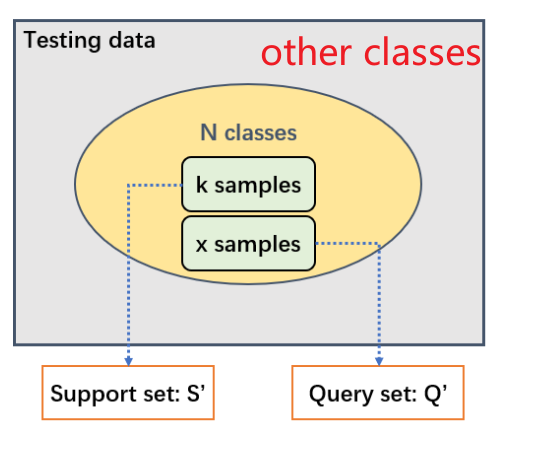 Testing data
other classes
N classes
k samples
x samples
Support set: S’
Query set: Q’